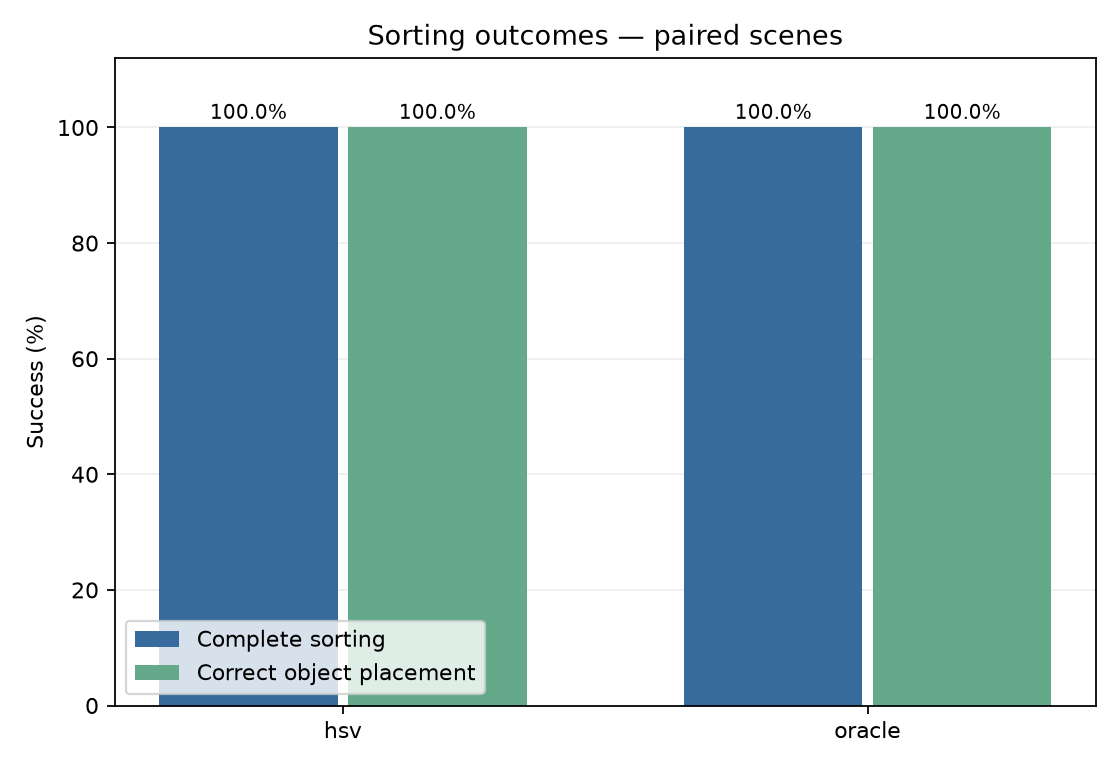 Sorting outcomes — paired scenes
100.0%
100.0%
100.0%
100.0%
100
80
60
40
20
0
Success (%)
Complete sorting
Correct object placement
hsv
oracle